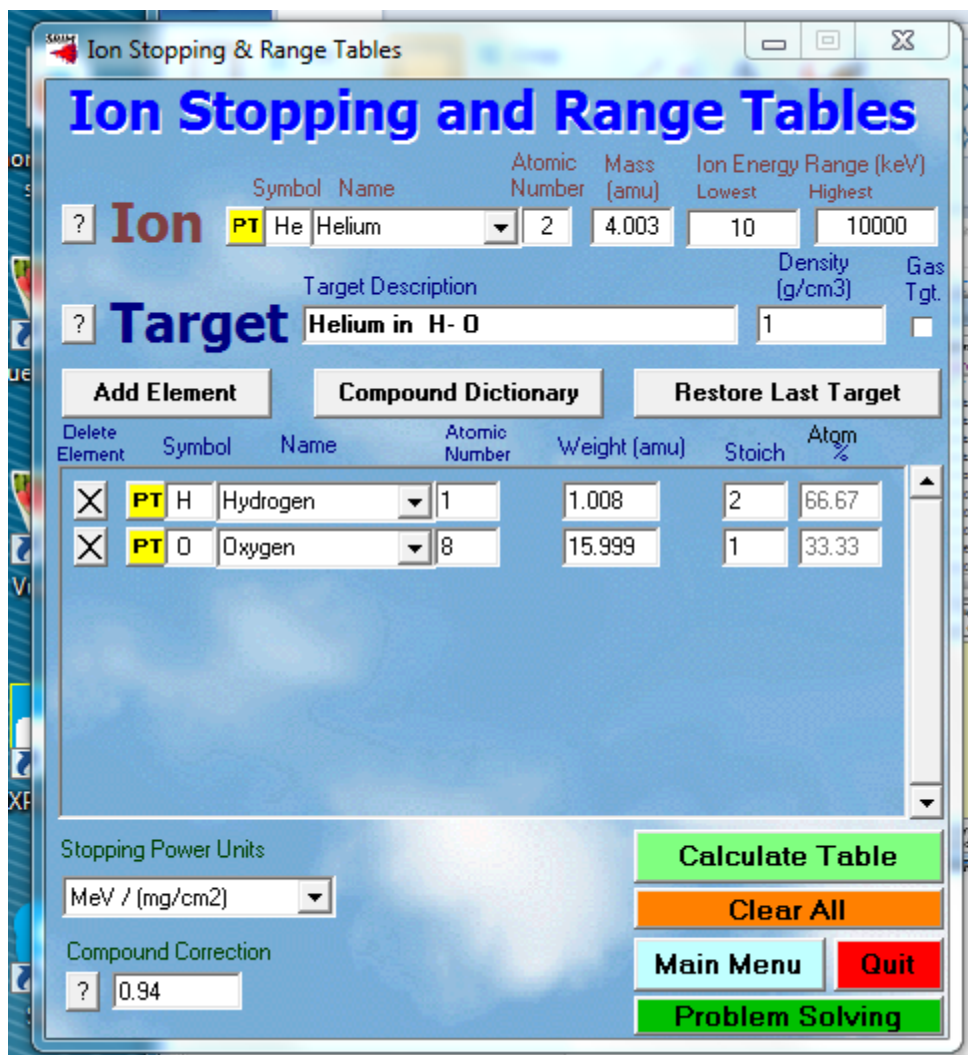 Ion Stopping & Range Tables
Ion Stopping and Range Tables
Symbol Name Atomic Number Mass (amu) Ion Energy Range (keV)
Lowest Highest
? Ion PT He Helium 2 4.003 10 10000
Target Description Density (g/cm3) Gas Tgt.
? Target Helium in H- O 1
Add Element Compound Dictionary Restore Last Target
Delete Element Symbol Name Atomic Number Weight (amu) Stoich Atom %
X PT H Hydrogen 1 1.008 2 66.67
X PT O Oxygen 8 15.999 1 33.33
Stopping Power Units
MeV / (mg/cm2)
Compound Correction
? 0.94
Calculate Table
Clear All
Main Menu Quit
Problem Solving